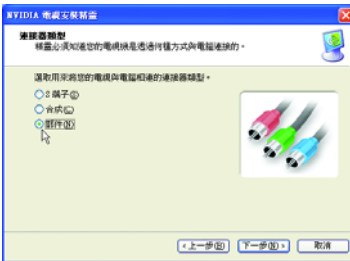 NVIDIA 電視安裝精靈
連接器類型
精靈必須知道您的電視機是透過何種方式與電腦連接的。
選取用來將您的電視與電腦相連的連接器類型。
S 端子(S)
合成(C)
部件(N)
<上一步(B)
下一步(N)>
取消